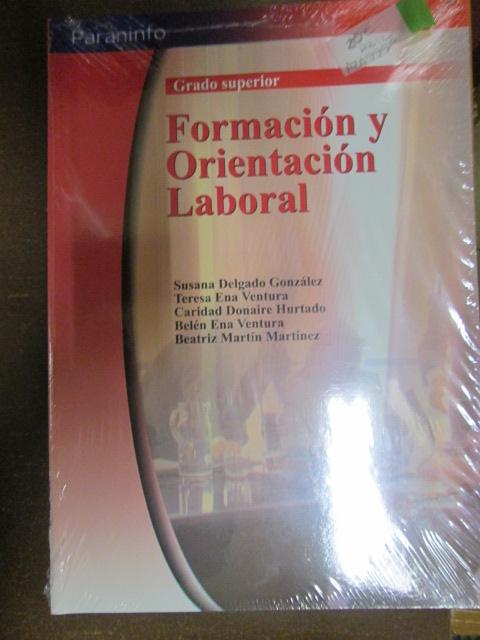 Paraninfo
Grado superior
Formación y
Orientación
Laboral
Susana Delgado González
Teresa Ena Ventura
Caridad Donaire Hurtado
Belén Ena Ventura
Beatriz Martín Martínez